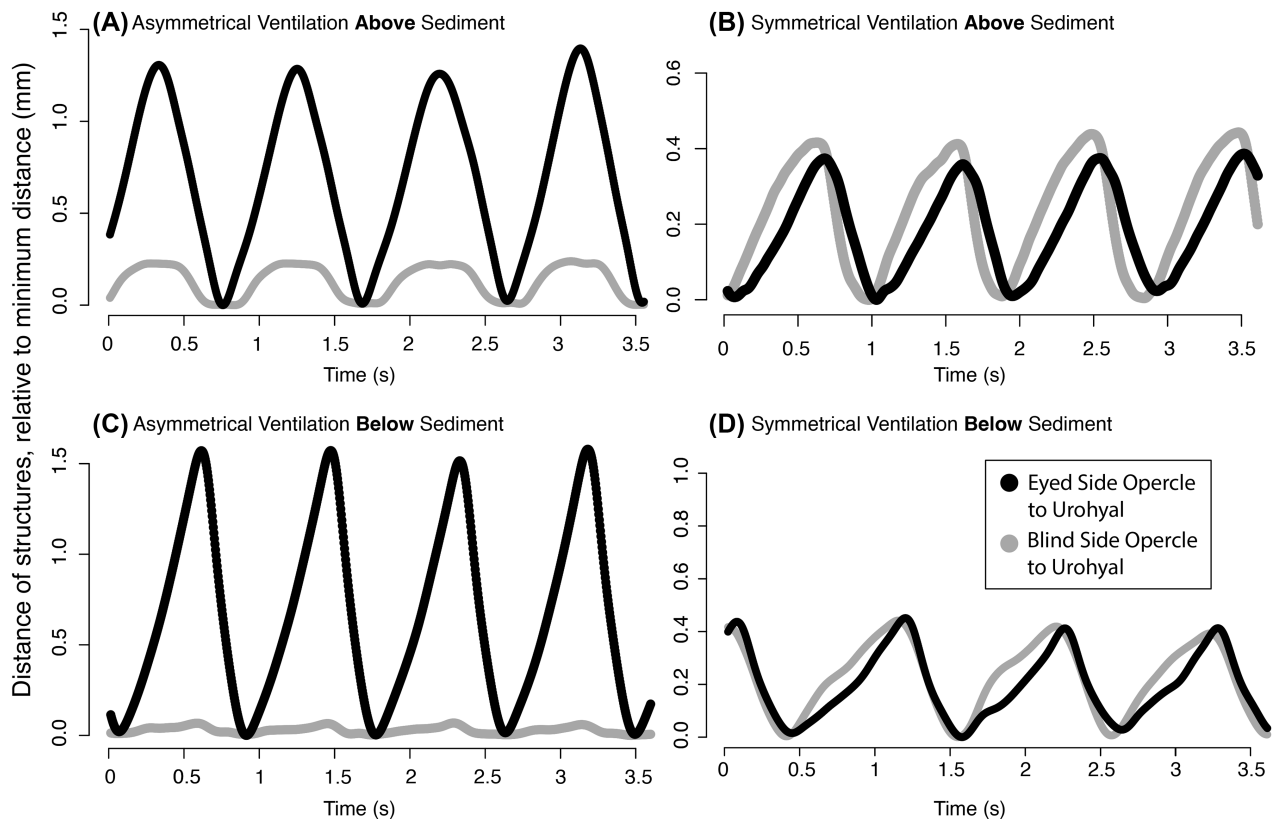 (A) Asymmetrical Ventilation Above Sediment
(B) Symmetrical Ventilation Above Sediment
Distance of structures, relative to minimum distance (mm)
1.5
1.0
0.5
0.0
0 0.5 1 1.5 2 2.5 3 3.5
Time (s)
0.6
0.4
0.2
0.0
0 0.5 1 1.5 2 2.5 3 3.5
Time (s)
(C) Asymmetrical Ventilation Below Sediment
1.5
1.0
0.5
0.0
0 0.5 1 1.5 2 2.5 3 3.5
Time (s)
(D) Symmetrical Ventilation Below Sediment
1.0
0.8
0.6
0.4
0.2
0.0
Eyed Side Opercle
to Urohyal
Blind Side Opercle
to Urohyal
0 0.5 1 1.5 2 2.5 3 3.5
Time (s)